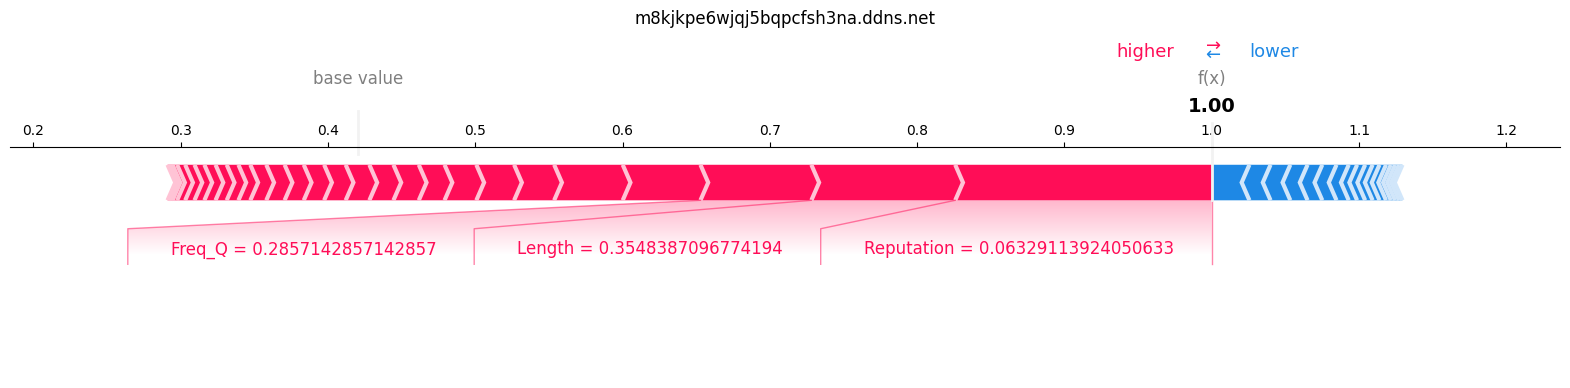 m8kjkpe6wjqj5bqpcfsh3na.ddns.net
higher ⇄ lower
base value f(x)
1.00
0.2 0.3 0.4 0.5 0.6 0.7 0.8 0.9 1.0 1.1 1.2
Freq_Q = 0.2857142857142857 Length = 0.3548387096774194 Reputation = 0.06329113924050633